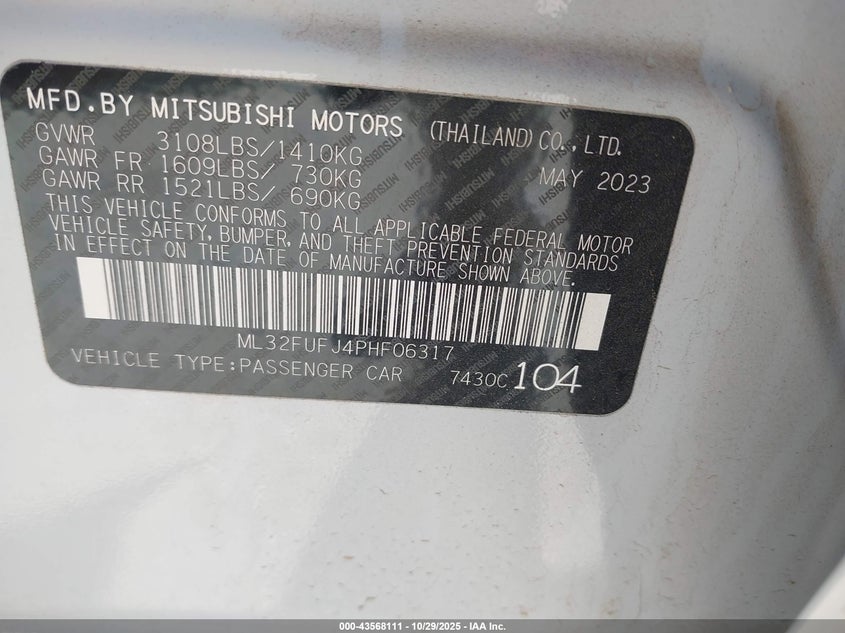 MFD.BY MITSUBISHI MOTORS (THAILAND) CO., LTD.
GVWR 3108LBS/1410KG
GAWR FR 1609LBS/ 730KG MAY 2023
GAWR RR 1521LBS/ 690KG
THIS VEHICLE CONFORMS TO ALL APPLICABLE FEDERAL MOTOR
VEHICLE SAFETY, BUMPER, AND THEFT PREVENTION STANDARDS
IN EFFECT ON THE DATE OF MANUFACTURE SHOWN ABOVE.
ML32FUFJ4PHF06317
VEHICLE TYPE:PASSENGER CAR 7430C 104
000-43568111 - 10/29/2025 - IAA Inc.